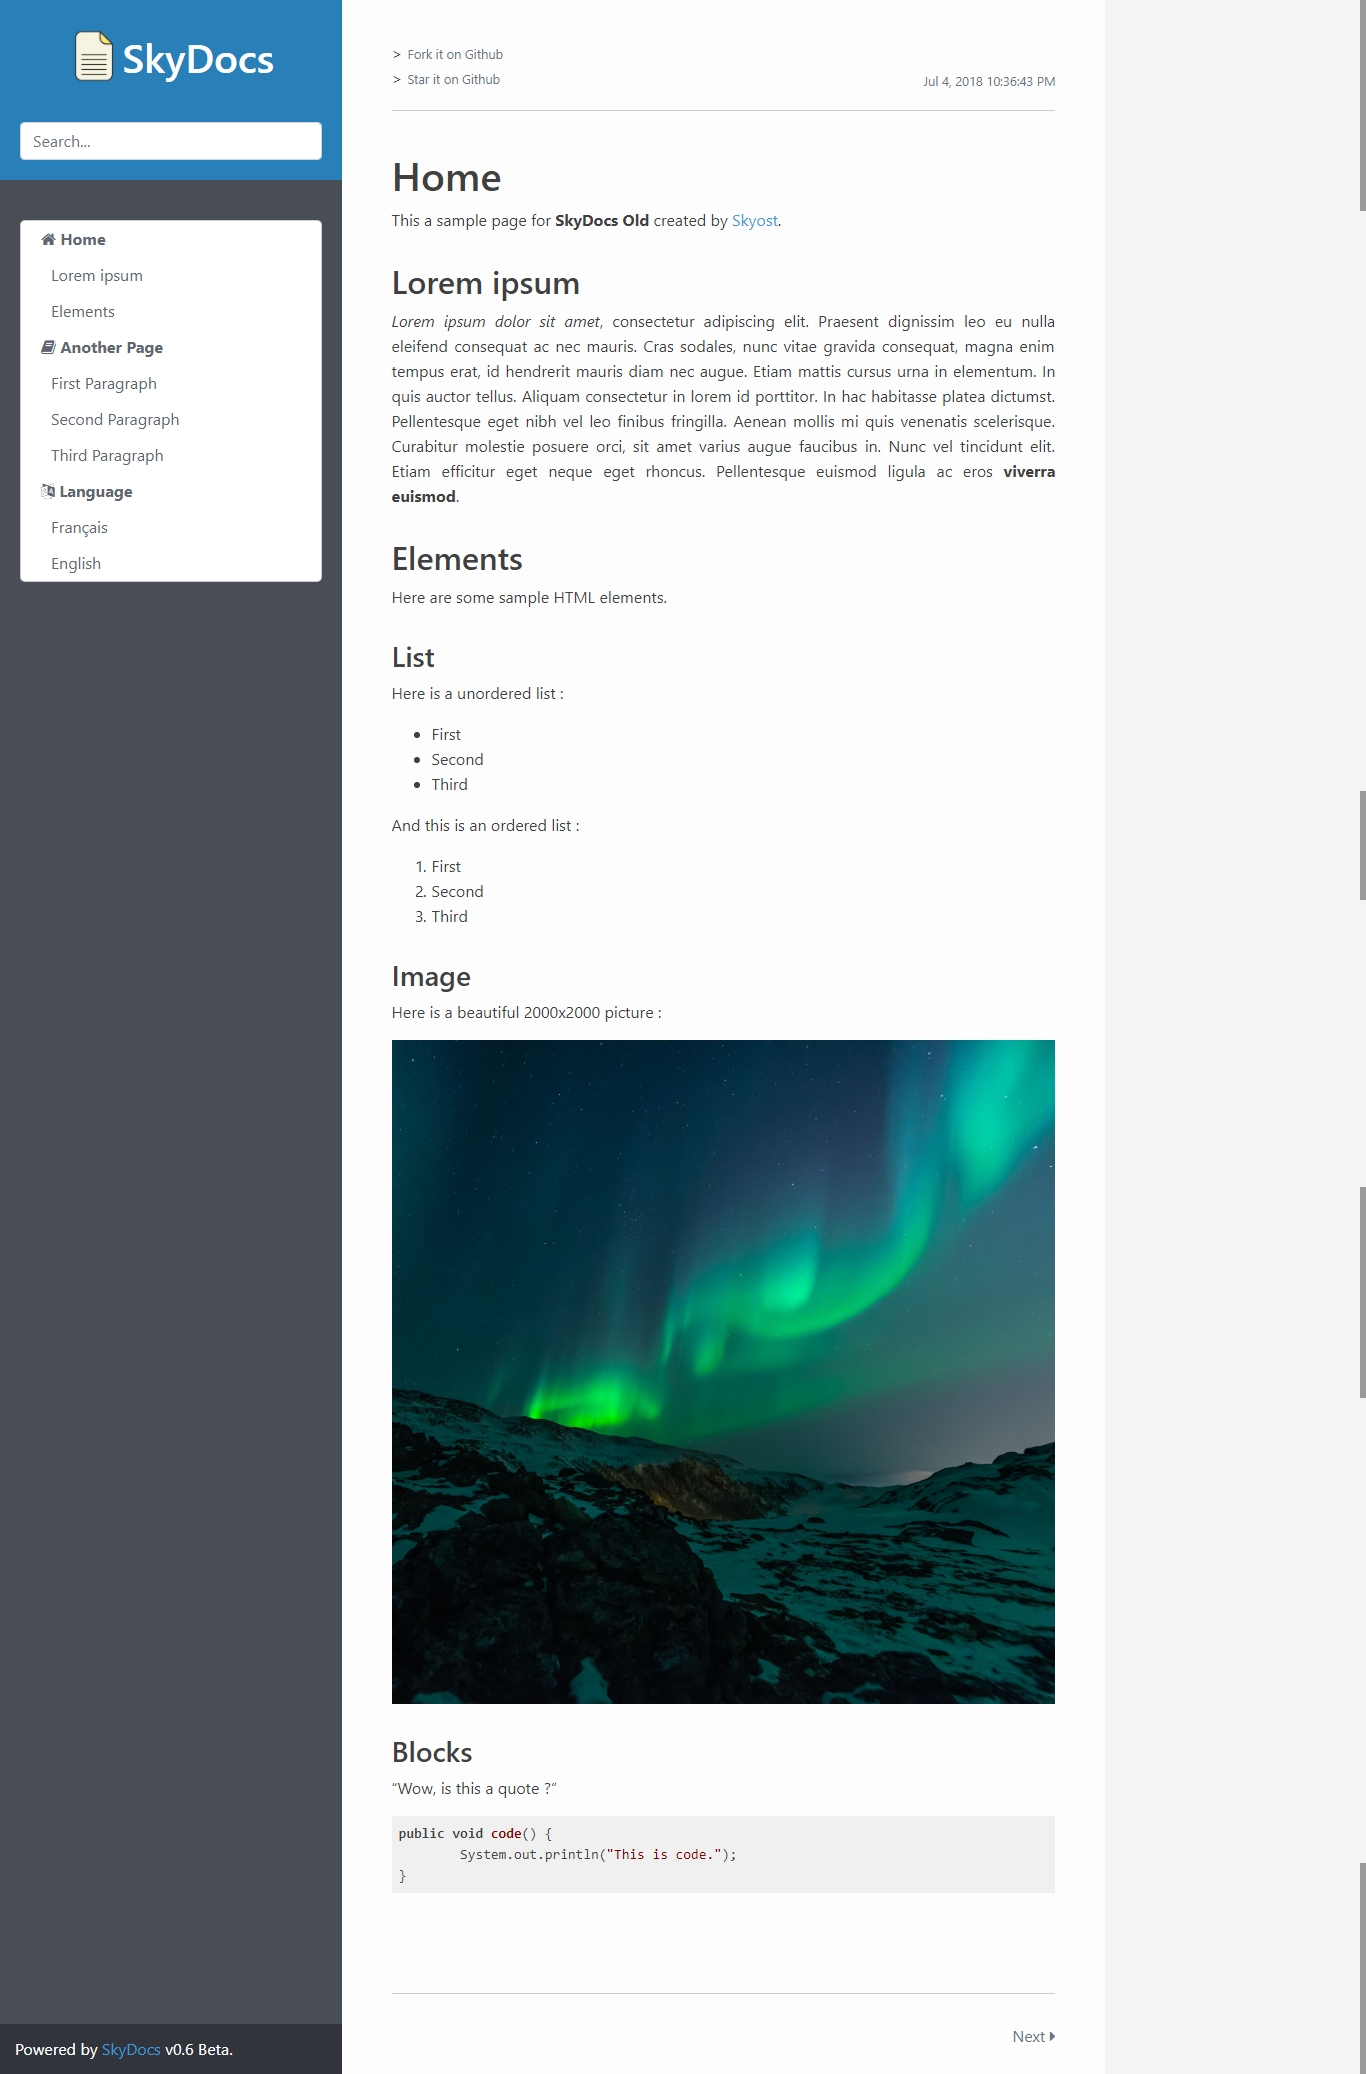 SkyDocs
Search...
Home
Lorem ipsum
Elements
Another Page
First Paragraph
Second Paragraph
Third Paragraph
Language
Français
English
Powered by SkyDocs v0.6 Beta.
> Fork it on Github
> Star it on Github
Jul 4, 2018 10:36:43 PM
Home
This a sample page for SkyDocs Old created by Skyost.
Lorem ipsum
Lorem ipsum dolor sit amet, consectetur adipiscing elit. Praesent dignissim leo eu nulla
eleifend consequat ac nec mauris. Cras sodales, nunc vitae gravida consequat, magna enim
tempus erat, id hendrerit mauris diam nec augue. Etiam mattis cursus urna in elementum. In
quis auctor tellus. Aliquam consectetur in lorem id porttitor. In hac habitasse platea dictumst.
Pellentesque eget nibh vel leo finibus fringilla. Aenean mollis mi quis venenatis scelerisque.
Curabitur molestie posuere orci, sit amet varius augue faucibus in. Nunc vel tincidunt elit.
Etiam efficitur eget neque eget rhoncus. Pellentesque euismod ligula ac eros viverra
euismod.
Elements
Here are some sample HTML elements.
List
Here is a unordered list :
• First
• Second
• Third
And this is an ordered list :
1. First
2. Second
3. Third
Image
Here is a beautiful 2000x2000 picture :
Blocks
“Wow, is this a quote ?”
public void code() {
        System.out.println("This is code.");
}
Next